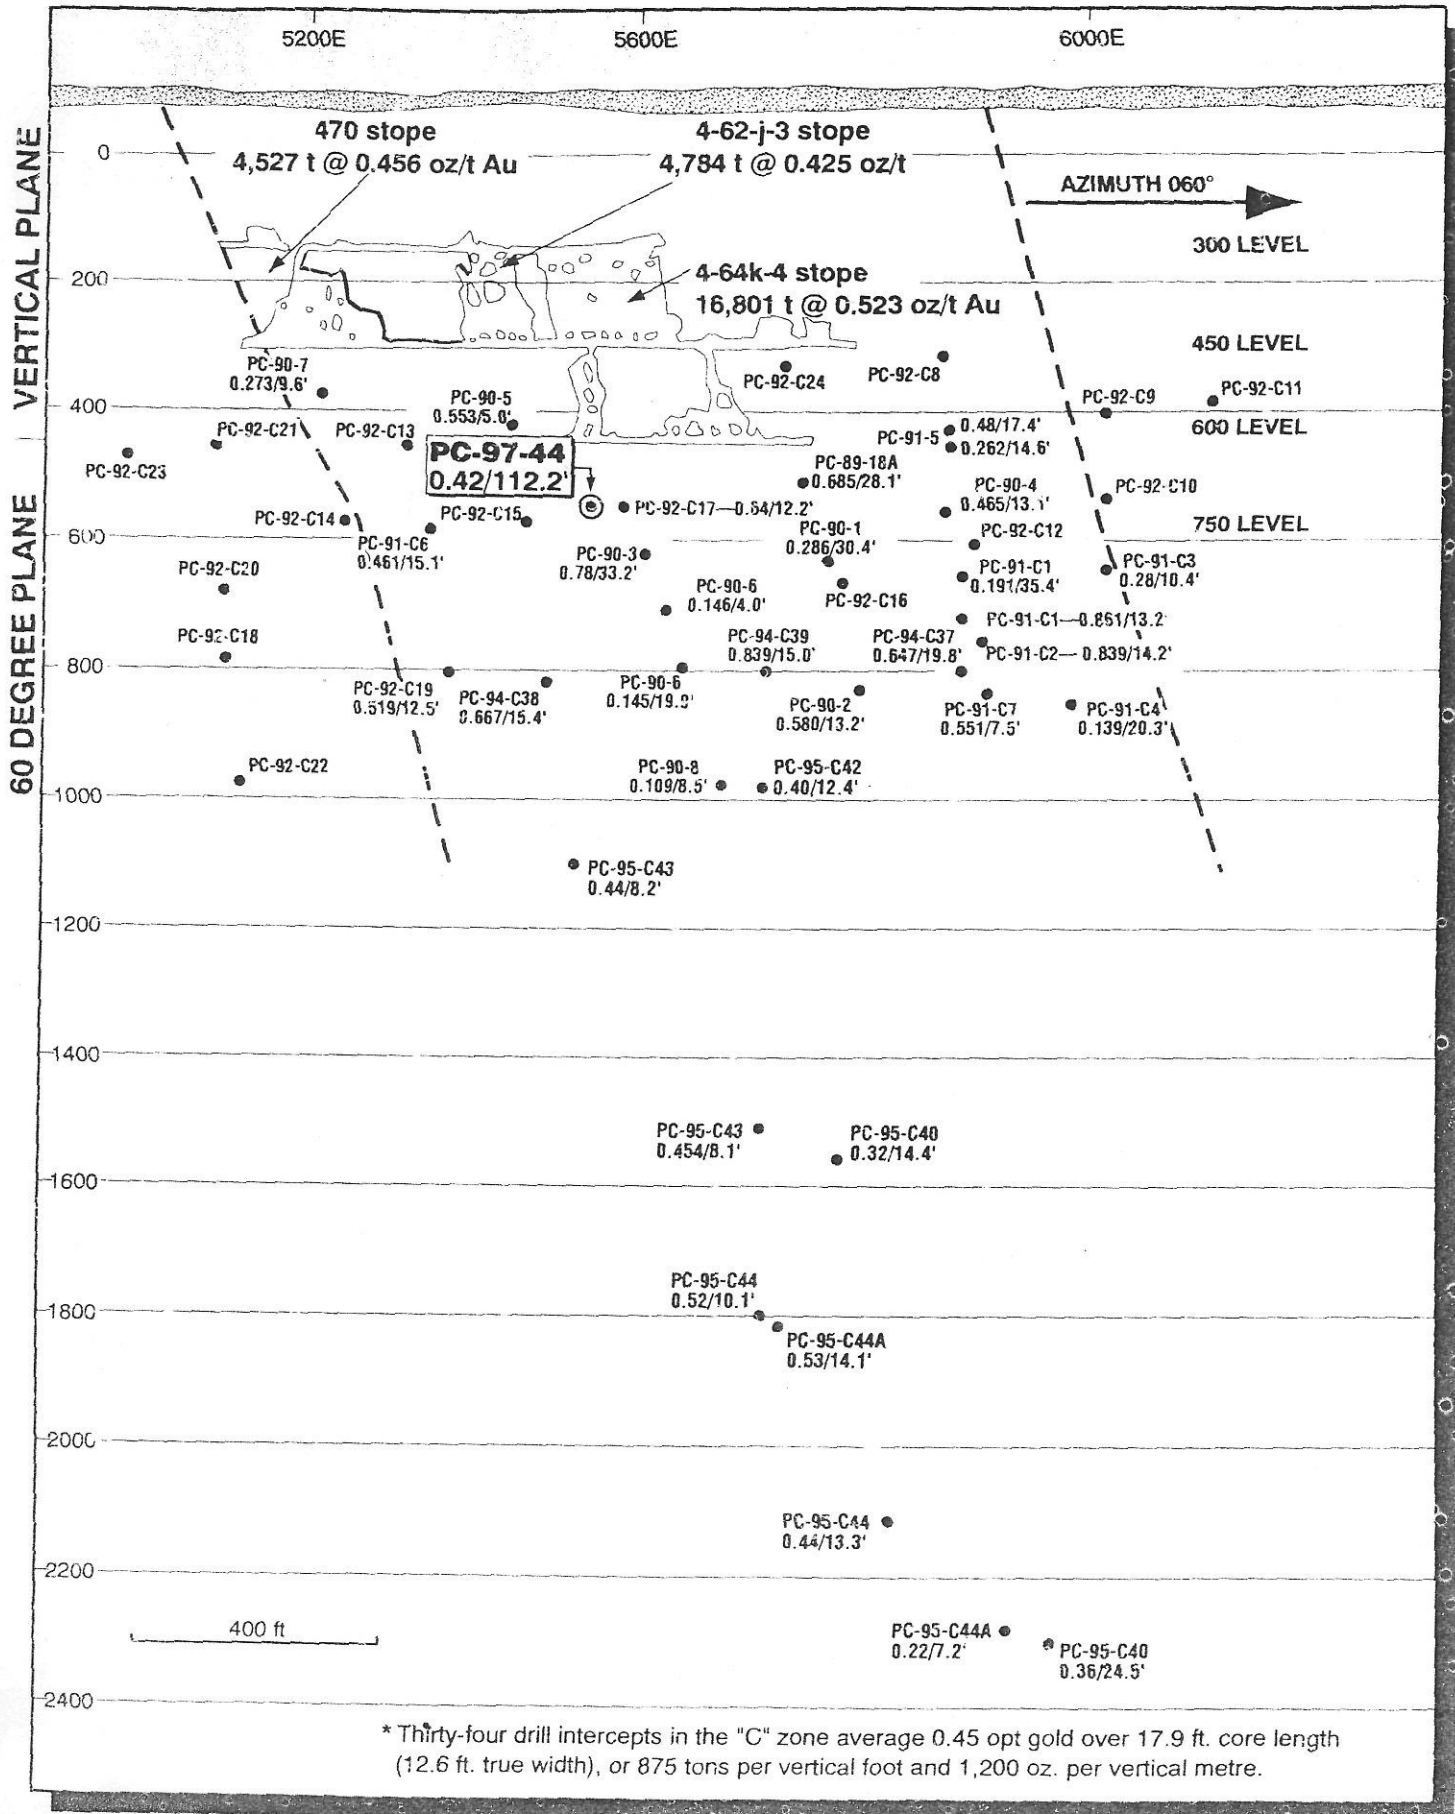 5200E 5600E 6000E
470 stope
4,527 t @ 0.456 oz/t Au
4-62-j-3 stope
4,784 t @ 0.425 oz/t
AZIMUTH 060°
VERTICAL PLANE
60 DEGREE PLANE
0
300 LEVEL
200
4-64k-4 stope
16,801 t @ 0.523 oz/t Au
450 LEVEL
PC-90-7
0.273/9.6'
PC-92-C24
PC-92-C8
PC-92-C9
PC-92-C11
400
PC-90-5
0.553/5.0'
600 LEVEL
PC-92-C21
PC-92-C13
PC-92-C23
PC-97-44
0.42/112.2'
PC-91-5
0.48/17.4'
0.262/14.6'
PC-89-18A
0.685/28.1'
PC-90-4
PC-92-C10
PC-92-C14
PC-92-C15
PC-92-C17
750 LEVEL
600
PC-91-C6
0.461/15.1'
PC-90-3
0.78/33.2'
PC-90-1
0.286/30.4'
PC-92-C12
PC-92-C20
PC-90-6
0.146/4.0'
PC-92-C16
PC-91-C1
0.191/35.4'
PC-91-C3
0.28/10.4'
PC-91-C1
PC-92-C18
PC-94-C39
0.839/15.0'
PC-94-C37
0.647/19.8'
PC-91-C2—0.839/14.2'
800
PC-92-C19
0.519/12.5'
PC-94-C38
0.667/15.4'
PC-90-6
PC-90-2
0.580/13.2'
PC-91-C7
0.551/7.5'
PC-91-C4
0.139/20.3'
PC-92-C22
PC-90-8
0.109/8.5'
PC-95-C42
0.40/12.4'
1000
PC-95-C43
0.44/8.2'
1200
1400
PC-95-C43
0.454/8.1'
PC-95-C40
0.32/14.4'
1600
PC-95-C44
0.52/10.1'
1800
PC-95-C44A
0.53/14.1'
2000
PC-95-C44
0.44/13.3'
2200
400 ft
PC-95-C44A
0.22/7.2'
PC-95-C40
0.36/24.5'
2400
* Thirty-four drill intercepts in the "C" zone average 0.45 opt gold over 17.9 ft. core length
(12.6 ft. true width), or 875 tons per vertical foot and 1,200 oz. per vertical metre.